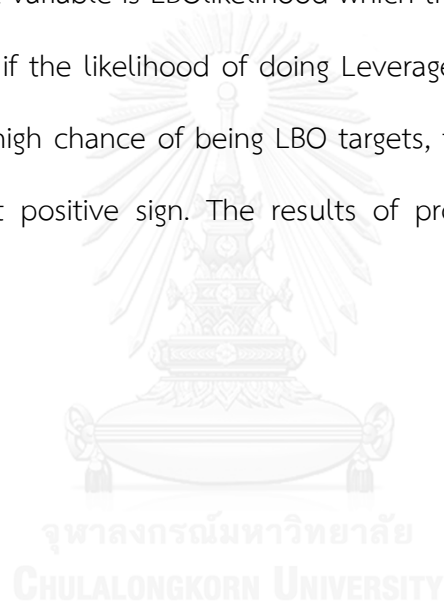 variable is LBOlikelihood which th
if the likelihood of doing Leverage
high chance of being LBO targets,
positive sign. The results of pr
จุฬาลงกรณ์มหาวิทยาลัย
CHULALONGKORN UNIVERSITY